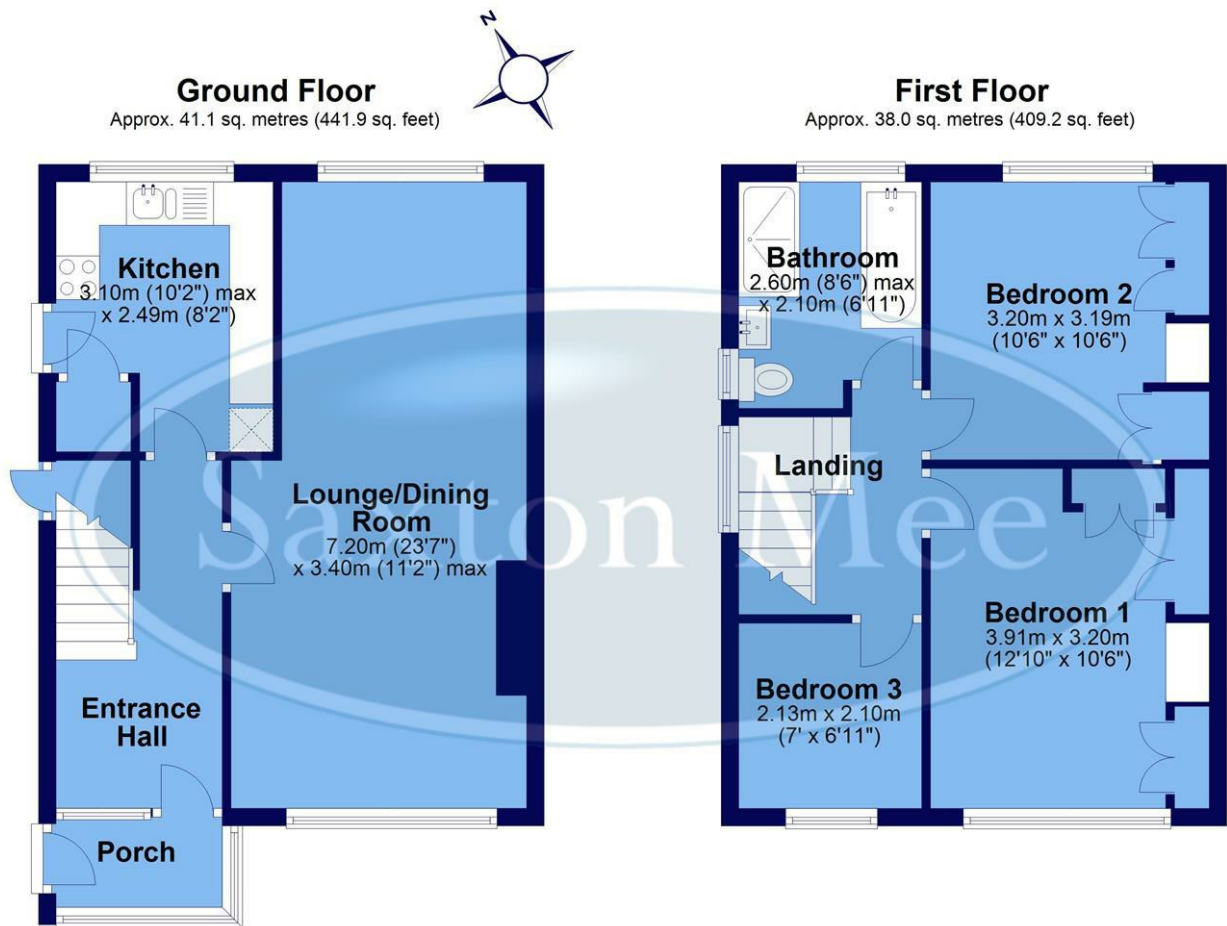 N
Ground Floor
Approx. 41.1 sq. metres (441.9 sq. feet)
Kitchen
3.10m (10'2") max
x 2.49m (8'2")
Lounge/Dining
Room
7.20m (23'7")
x 3.40m (11'2") max
Entrance
Hall
Porch
First Floor
Approx. 38.0 sq. metres (409.2 sq. feet)
Bathroom
2.60m (8'6") max
x 2.10m (6'11")
Bedroom 2
3.20m x 3.19m
(10'6" x 10'6")
Landing
Bedroom 1
3.91m x 3.20m
(12'10" x 10'6")
Bedroom 3
2.13m x 2.10m
(7' x 6'11")
Saxton Mee